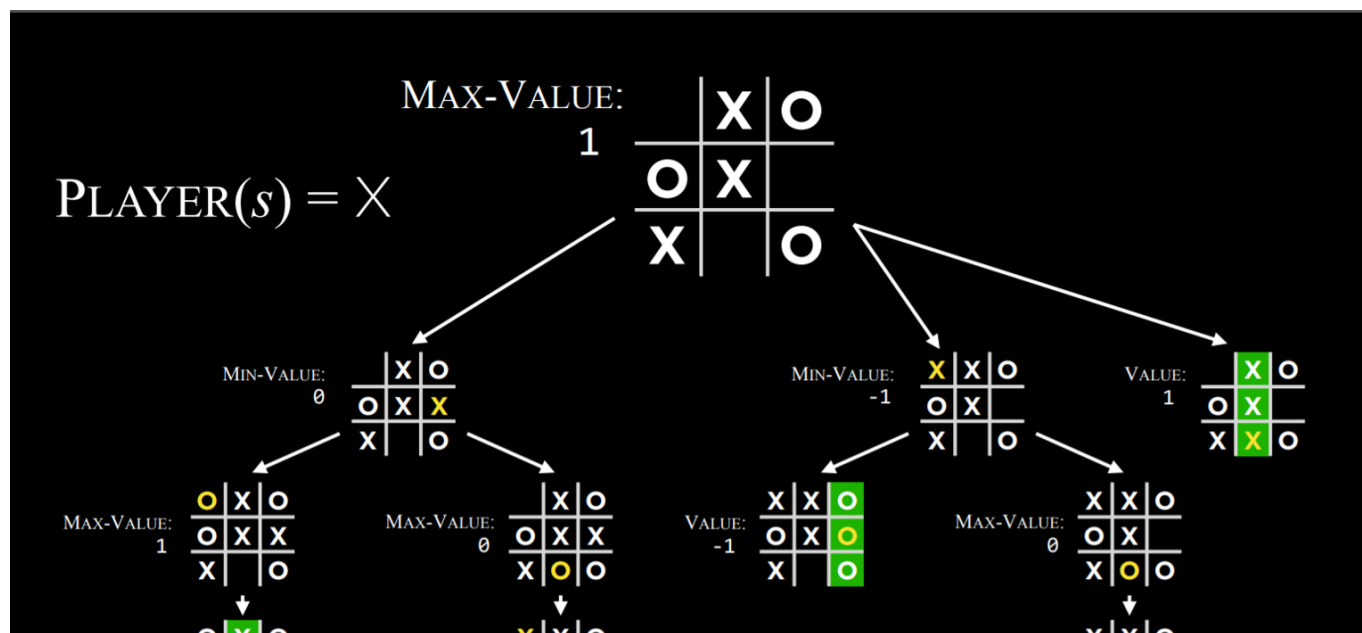 MAX-VALUE:
1
X O
O X
X O
PLAYER(s) = X
MIN-VALUE:
0
X O
O X X
X O
MIN-VALUE:
-1
X X O
O X
X O
VALUE:
1
X O
O X
X X O
MAX-VALUE:
1
O X O
O X X
X O
MAX-VALUE:
0
X O
O X X
X O O
VALUE:
-1
X X O
O X O
X O
MAX-VALUE:
0
X X O
O X
X O O
O X O
X X O
X X O